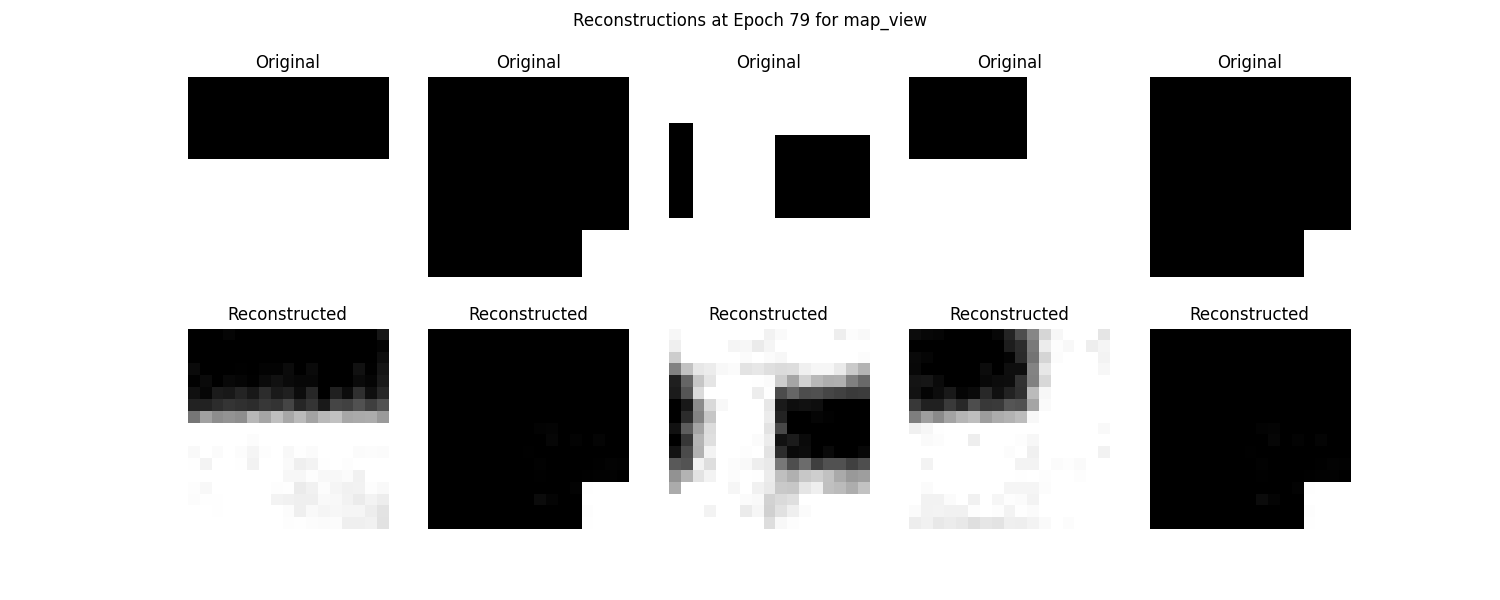 Reconstructions at Epoch 79 for map_view
Original Original Original Original Original
Reconstructed Reconstructed Reconstructed Reconstructed Reconstructed